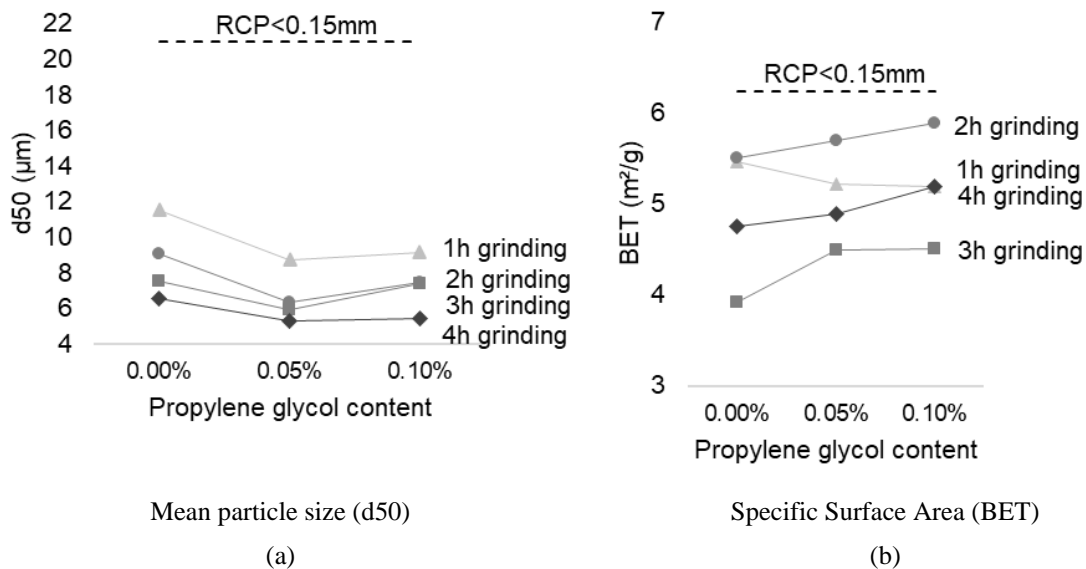 22
20
18
16
14
12
10
8
6
4
d50 (µm)
RCP<0.15mm
1h grinding
2h grinding
3h grinding
4h grinding
0.00% 0.05% 0.10%
Propylene glycol content
Mean particle size (d50)
(a)
7
6
5
4
3
BET (m²/g)
RCP<0.15mm
2h grinding
1h grinding
4h grinding
3h grinding
0.00% 0.05% 0.10%
Propylene glycol content
Specific Surface Area (BET)
(b)